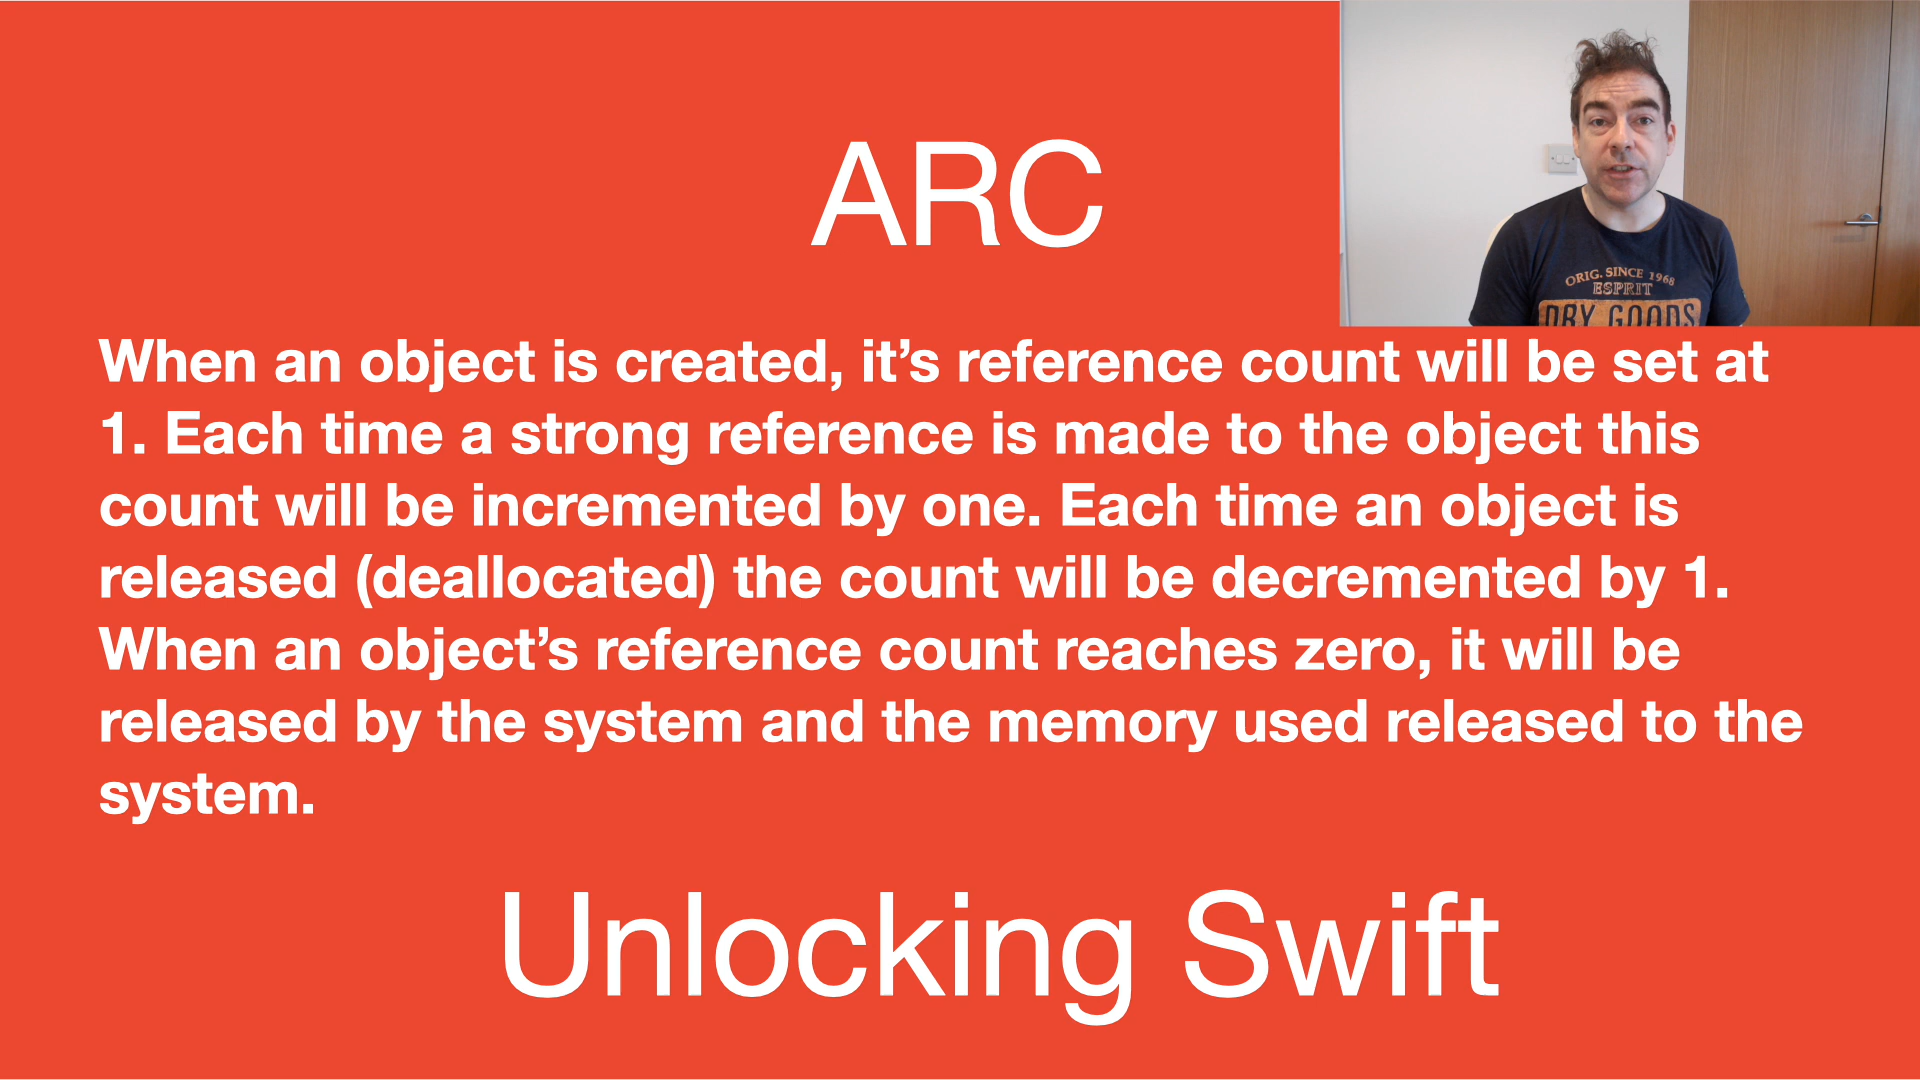 ARC
ORIG. SINCE 1968
ESPRIT
DRY GOODS
When an object is created, it’s reference count will be set at
1. Each time a strong reference is made to the object this
count will be incremented by one. Each time an object is
released (deallocated) the count will be decremented by 1.
When an object’s reference count reaches zero, it will be
released by the system and the memory used released to the
system.
Unlocking Swift